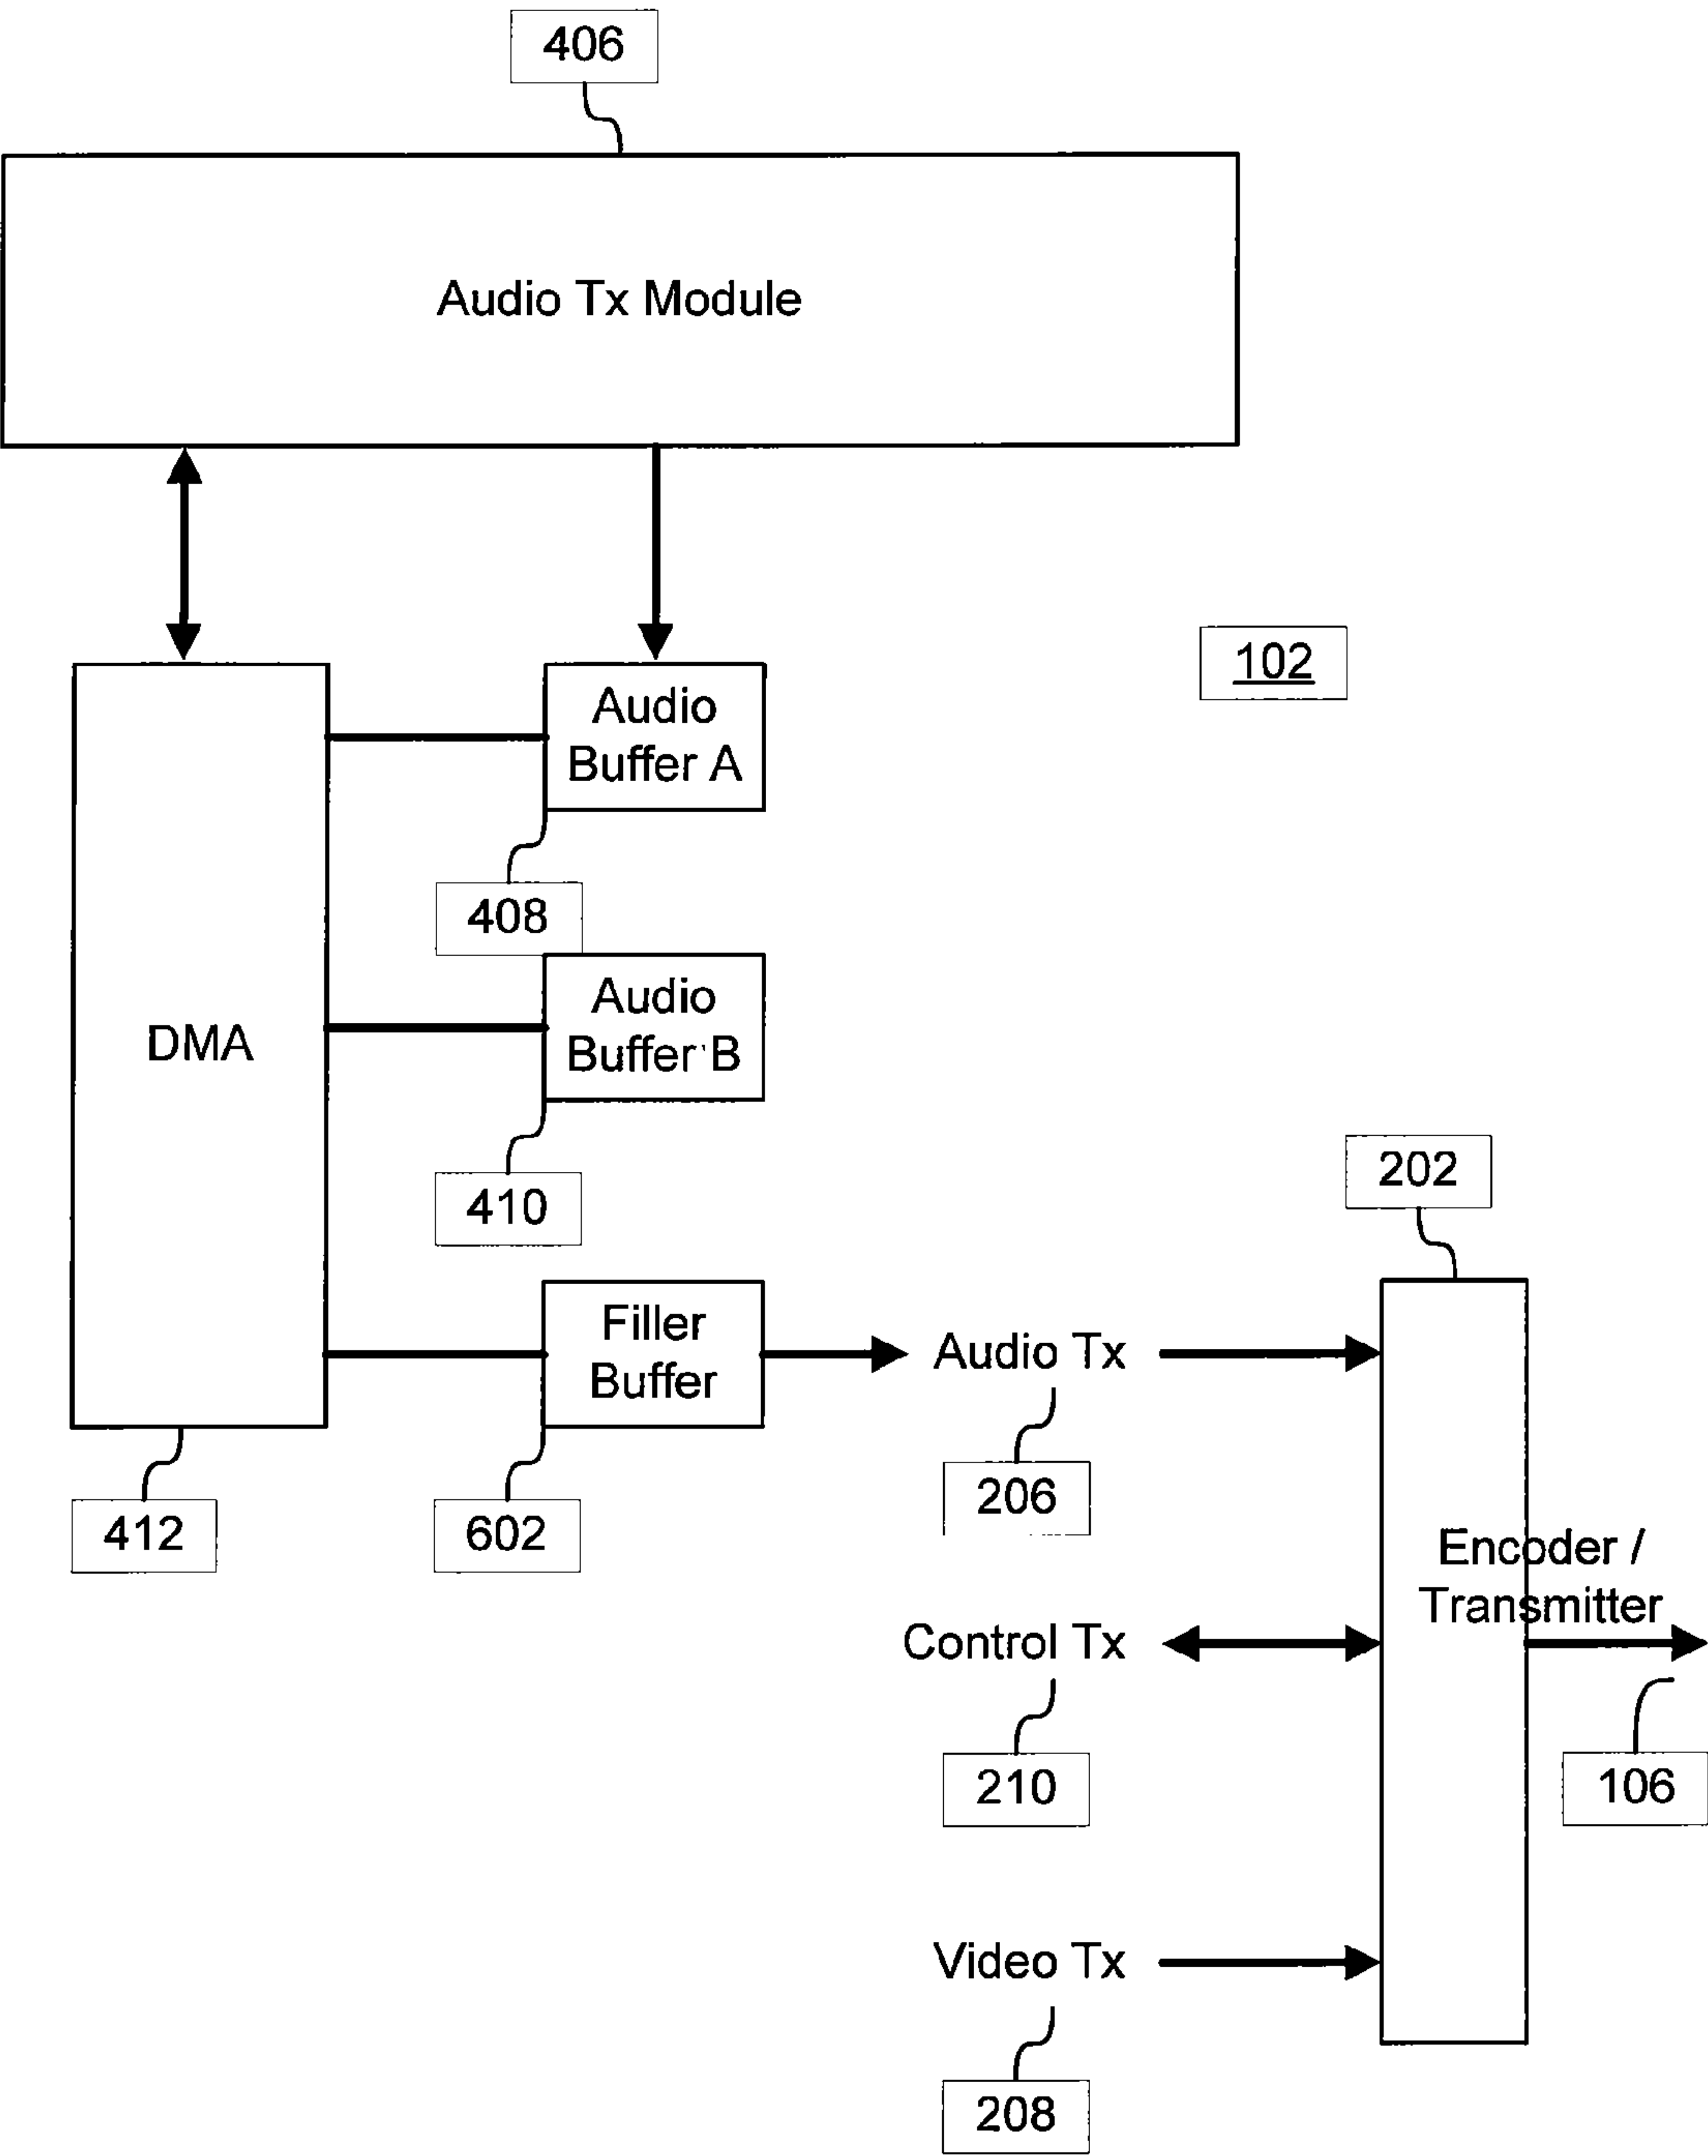 406
Audio Tx Module
102
Audio
Buffer A
408
Audio
Buffer B
DMA
410
202
Filler
Buffer
Audio Tx
206
412
602
Encoder /
Transmitter
Control Tx
210
106
Video Tx
208